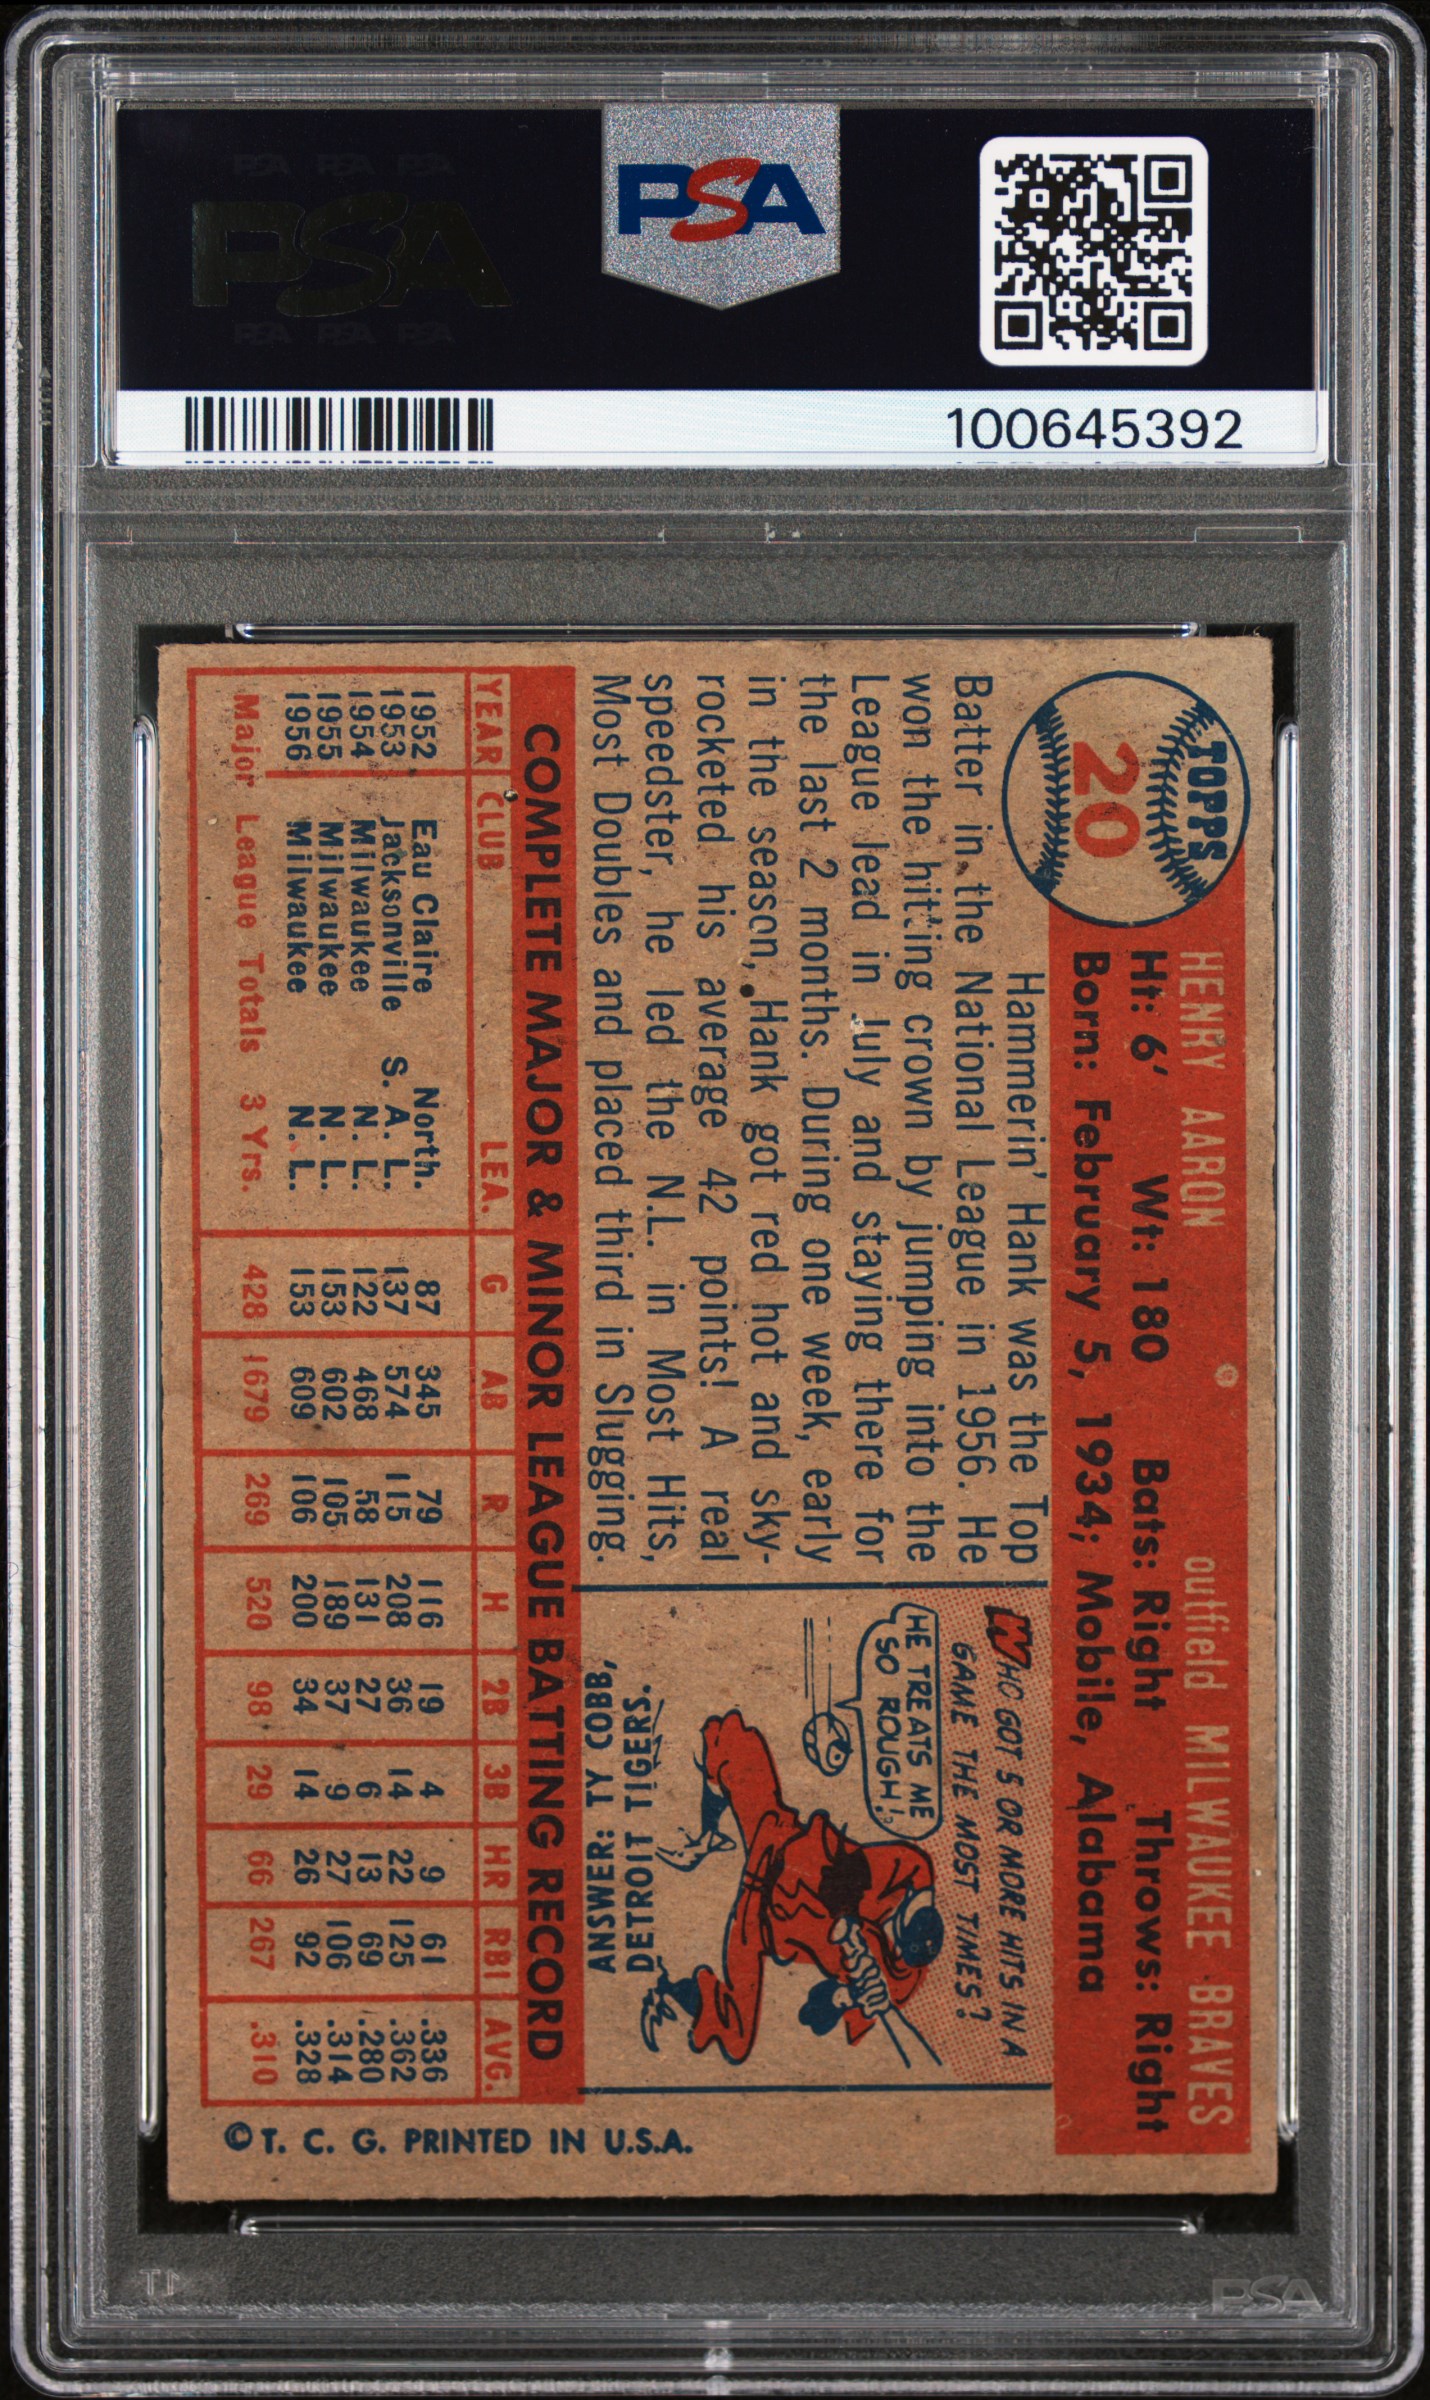 PSA PSA PSA
PSA
PSA PSA PSA
PSA
100645392
TOPPS
20
HENRY AARON outfield MILWAUKEE BRAVES
Ht: 6' Wt: 180 Bats: Right Throws: Right
Born: February 5, 1934; Mobile, Alabama
Hammerin' Hank was the Top
Batter in the National League in 1956. He
won the hitting crown by jumping into the
League lead in July and staying there for
the last 2 months. During one week, early
in the season, Hank got red hot and sky-
rocketed his average 42 points! A real
speedster, he led the N.L. in Most Hits,
Most Doubles and placed third in Slugging.
WHO GOT 5 OR MORE HITS IN A
GAME THE MOST TIMES?
HE TREATS ME
SO ROUGH!
ANSWER: TY COBB,
DETROIT TIGERS.
COMPLETE MAJOR & MINOR LEAGUE BATTING RECORD
YEAR CLUB LEA. G AB R H 2B 3B HR RBI AVG.
1952 Eau Claire North. 87 345 79 116 19 4 9 61 .336
1953 Jacksonville S. A. L. 137 574 115 208 36 14 22 125 .362
1954 Milwaukee N. L. 122 468 58 131 27 6 13 69 .280
1955 Milwaukee N. L. 153 602 105 189 37 9 27 106 .314
1956 Milwaukee N. L. 153 609 106 200 34 14 26 92 .328
Major League Totals 3 Yrs. 428 1679 269 520 98 29 66 267 .310
© T. C. G. PRINTED IN U.S.A.
PSA